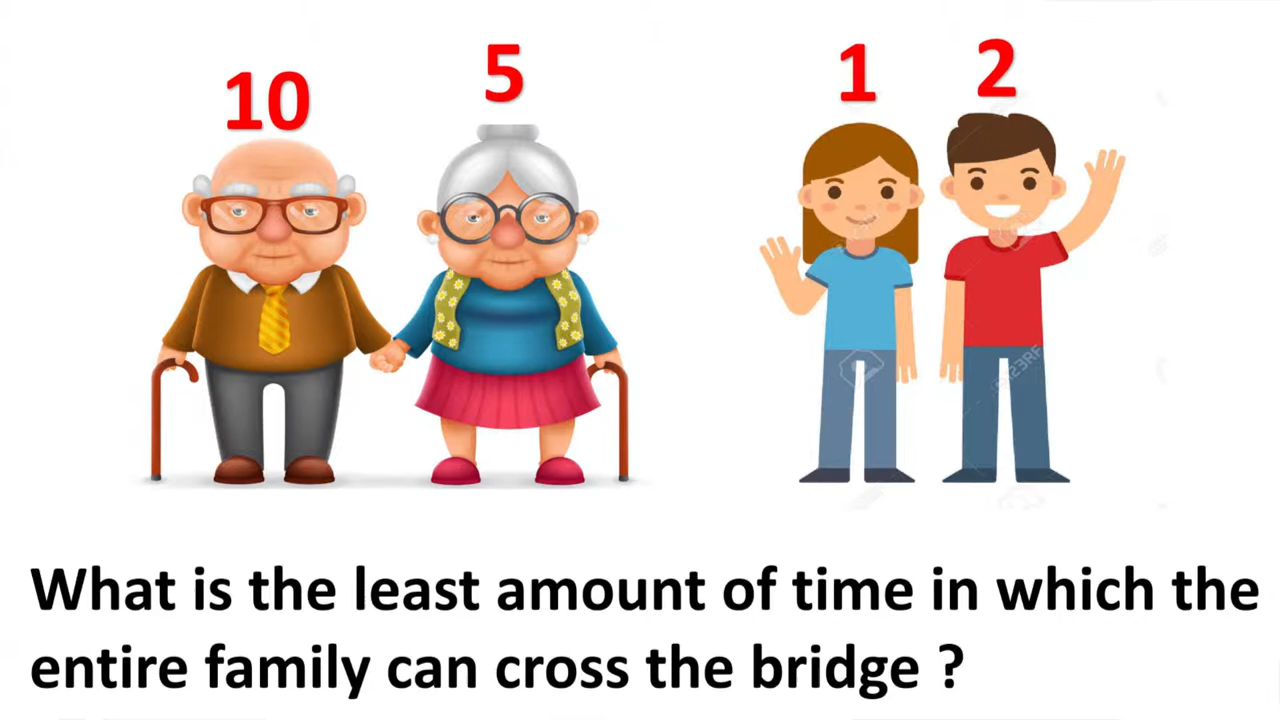 10 5 1 2
What is the least amount of time in which the
entire family can cross the bridge ?